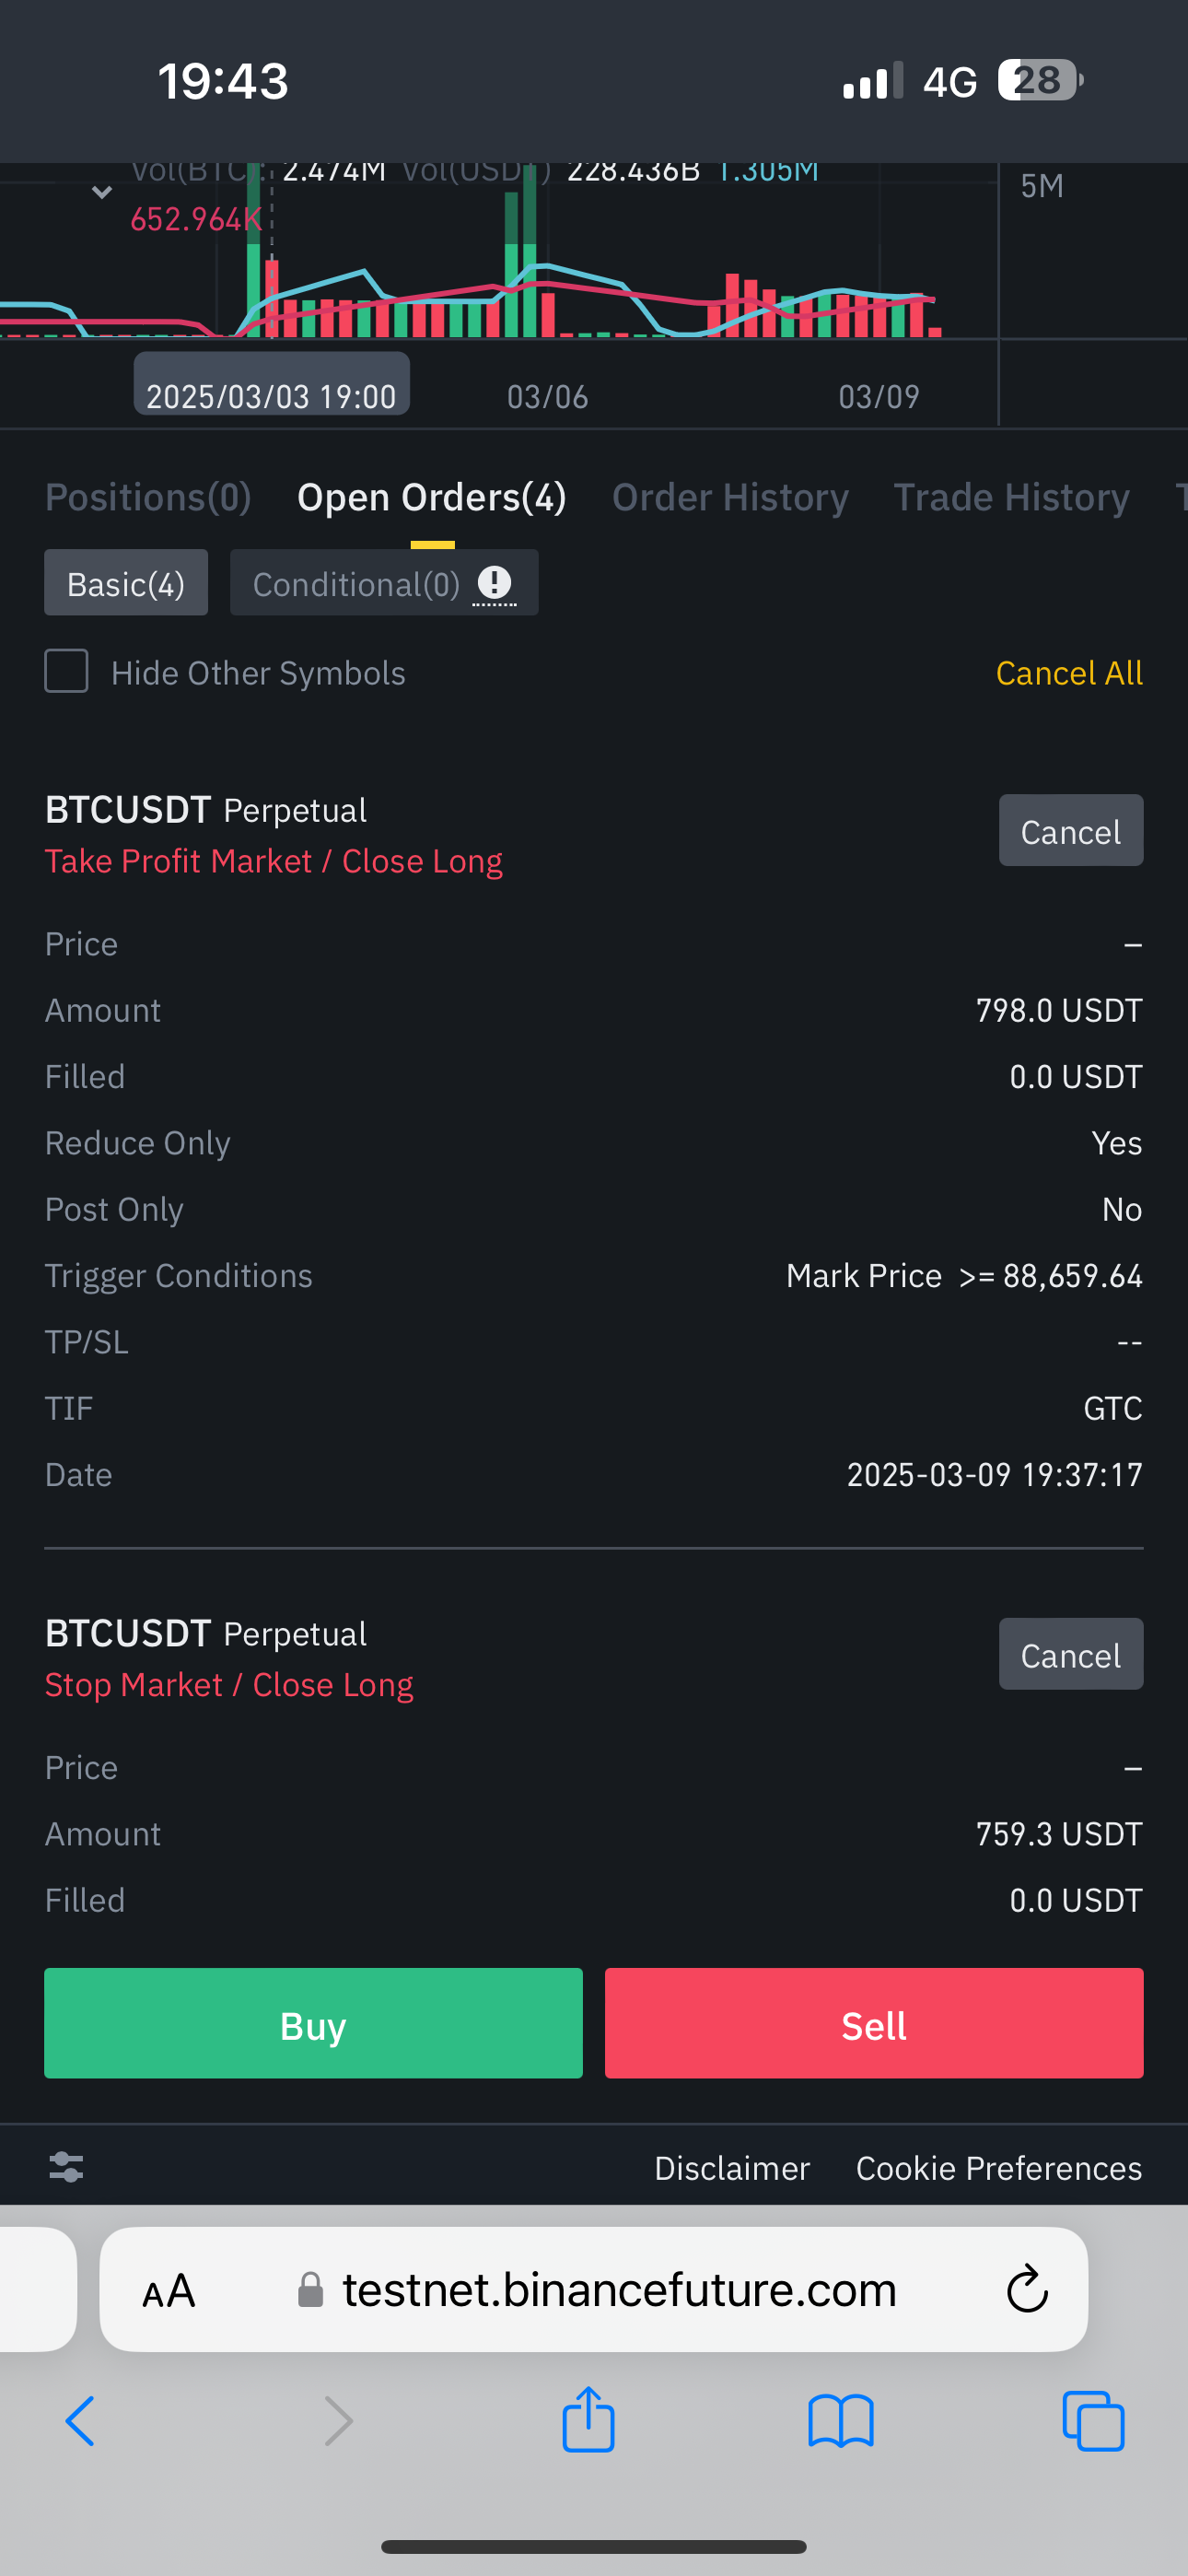 19:43 4G 28
Vol(BTC): 2.474M Vol(USDT) 228.436B 1.305M
652.964K
5M
2025/03/03 19:00 03/06 03/09
Positions(0) Open Orders(4) Order History Trade History
Basic(4) Conditional(0)
Hide Other Symbols Cancel All
BTCUSDT Perpetual Cancel
Take Profit Market / Close Long
Price –
Amount 798.0 USDT
Filled 0.0 USDT
Reduce Only Yes
Post Only No
Trigger Conditions Mark Price >= 88,659.64
TP/SL --
TIF GTC
Date 2025-03-09 19:37:17
BTCUSDT Perpetual Cancel
Stop Market / Close Long
Price –
Amount 759.3 USDT
Filled 0.0 USDT
Buy Sell
Disclaimer Cookie Preferences
AA testnet.binancefuture.com